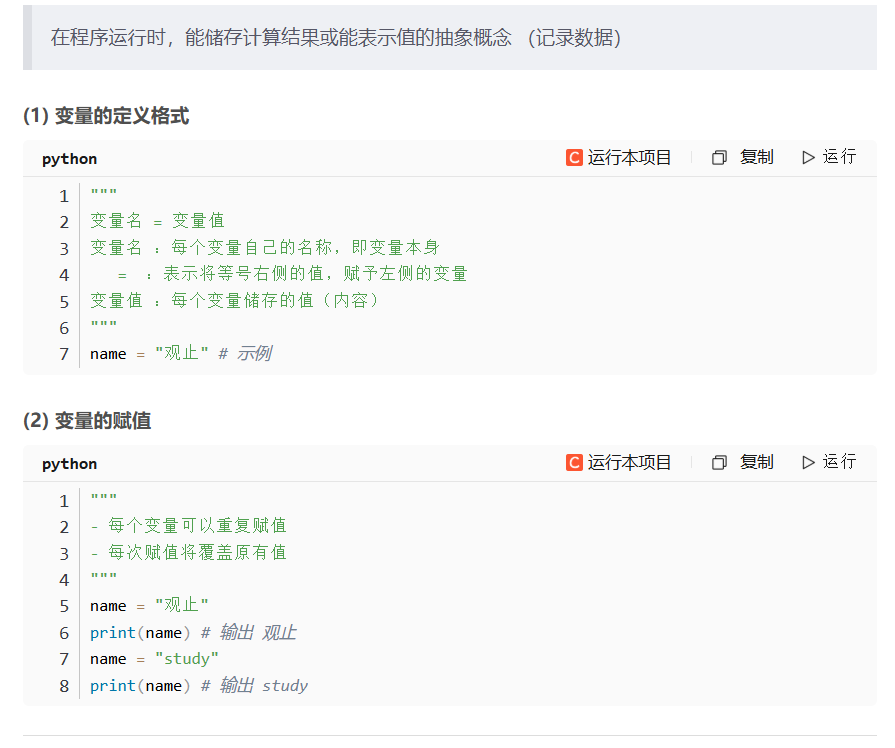 在程序运行时，能储存计算结果或能表示值的抽象概念 （记录数据）
(1) 变量的定义格式
python
C 运行本项目 复制 运行
1 """
2 变量名 = 变量值
3 变量名 ：每个变量自己的名称，即变量本身
4    =  ：表示将等号右侧的值，赋予左侧的变量
5 变量值 ：每个变量储存的值（内容）
6 """
7 name = "观止" # 示例
(2) 变量的赋值
python
C 运行本项目 复制 运行
1 """
2 - 每个变量可以重复赋值
3 - 每次赋值将覆盖原有值
4 """
5 name = "观止"
6 print(name) # 输出 观止
7 name = "study"
8 print(name) # 输出 study